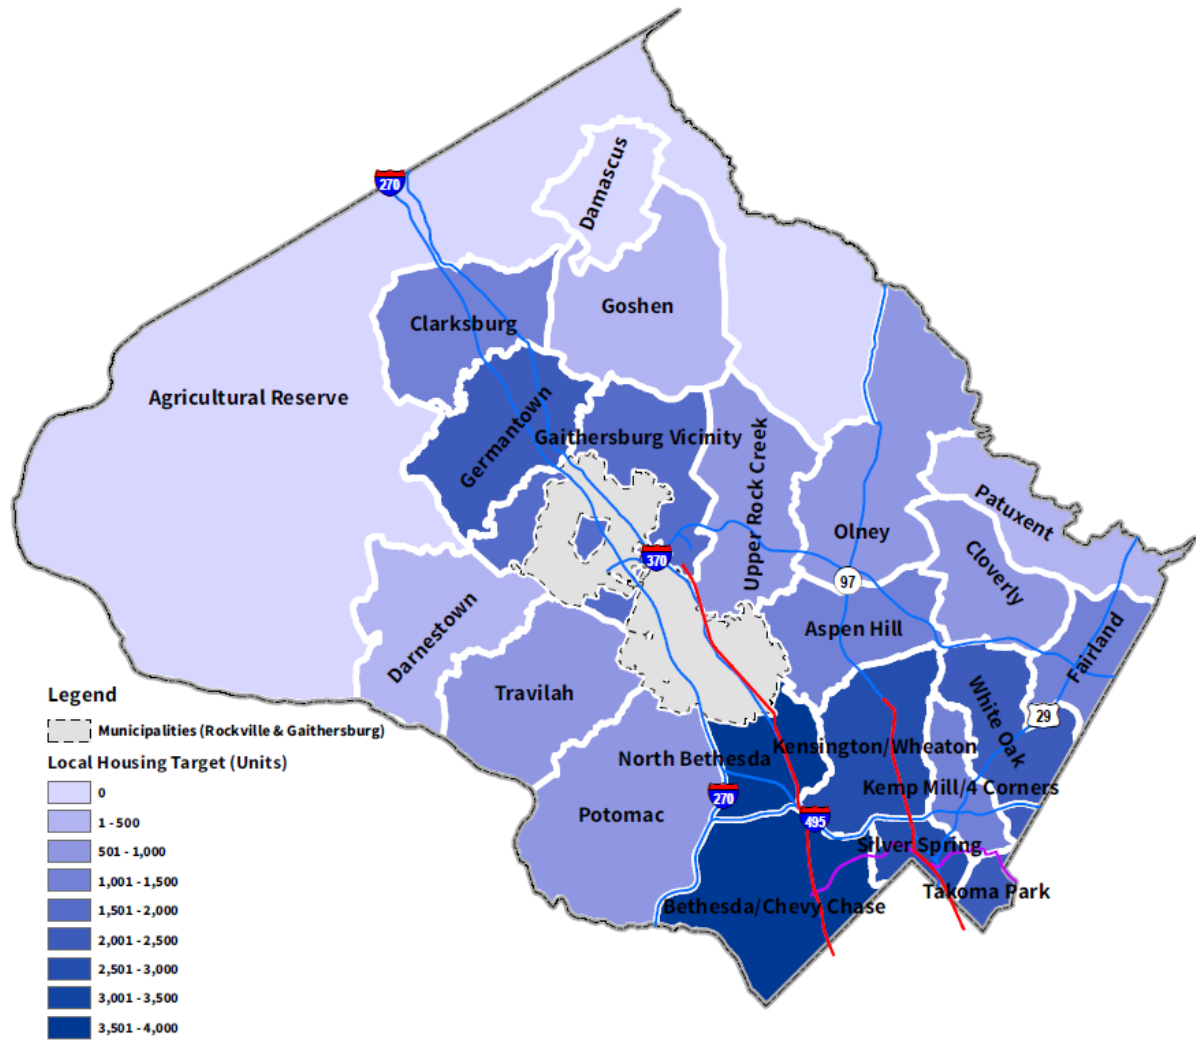 270
Damascus
Goshen
Clarksburg
Agricultural Reserve
Germantown
Gaithersburg Vicinity
Upper Rock Creek
Patuxent
Olney
370
Cloverly
97
Darnestown
Aspen Hill
Fairland
Travilah
White Oak
29
North Bethesda
Kensington/Wheaton
270
Kemp Mill/4 Corners
Potomac
495
Silver Spring
Takoma Park
Bethesda/Chevy Chase
Legend
Municipalities (Rockville & Gaithersburg)
Local Housing Target (Units)
0
1 - 500
501 - 1,000
1,001 - 1,500
1,501 - 2,000
2,001 - 2,500
2,501 - 3,000
3,001 - 3,500
3,501 - 4,000